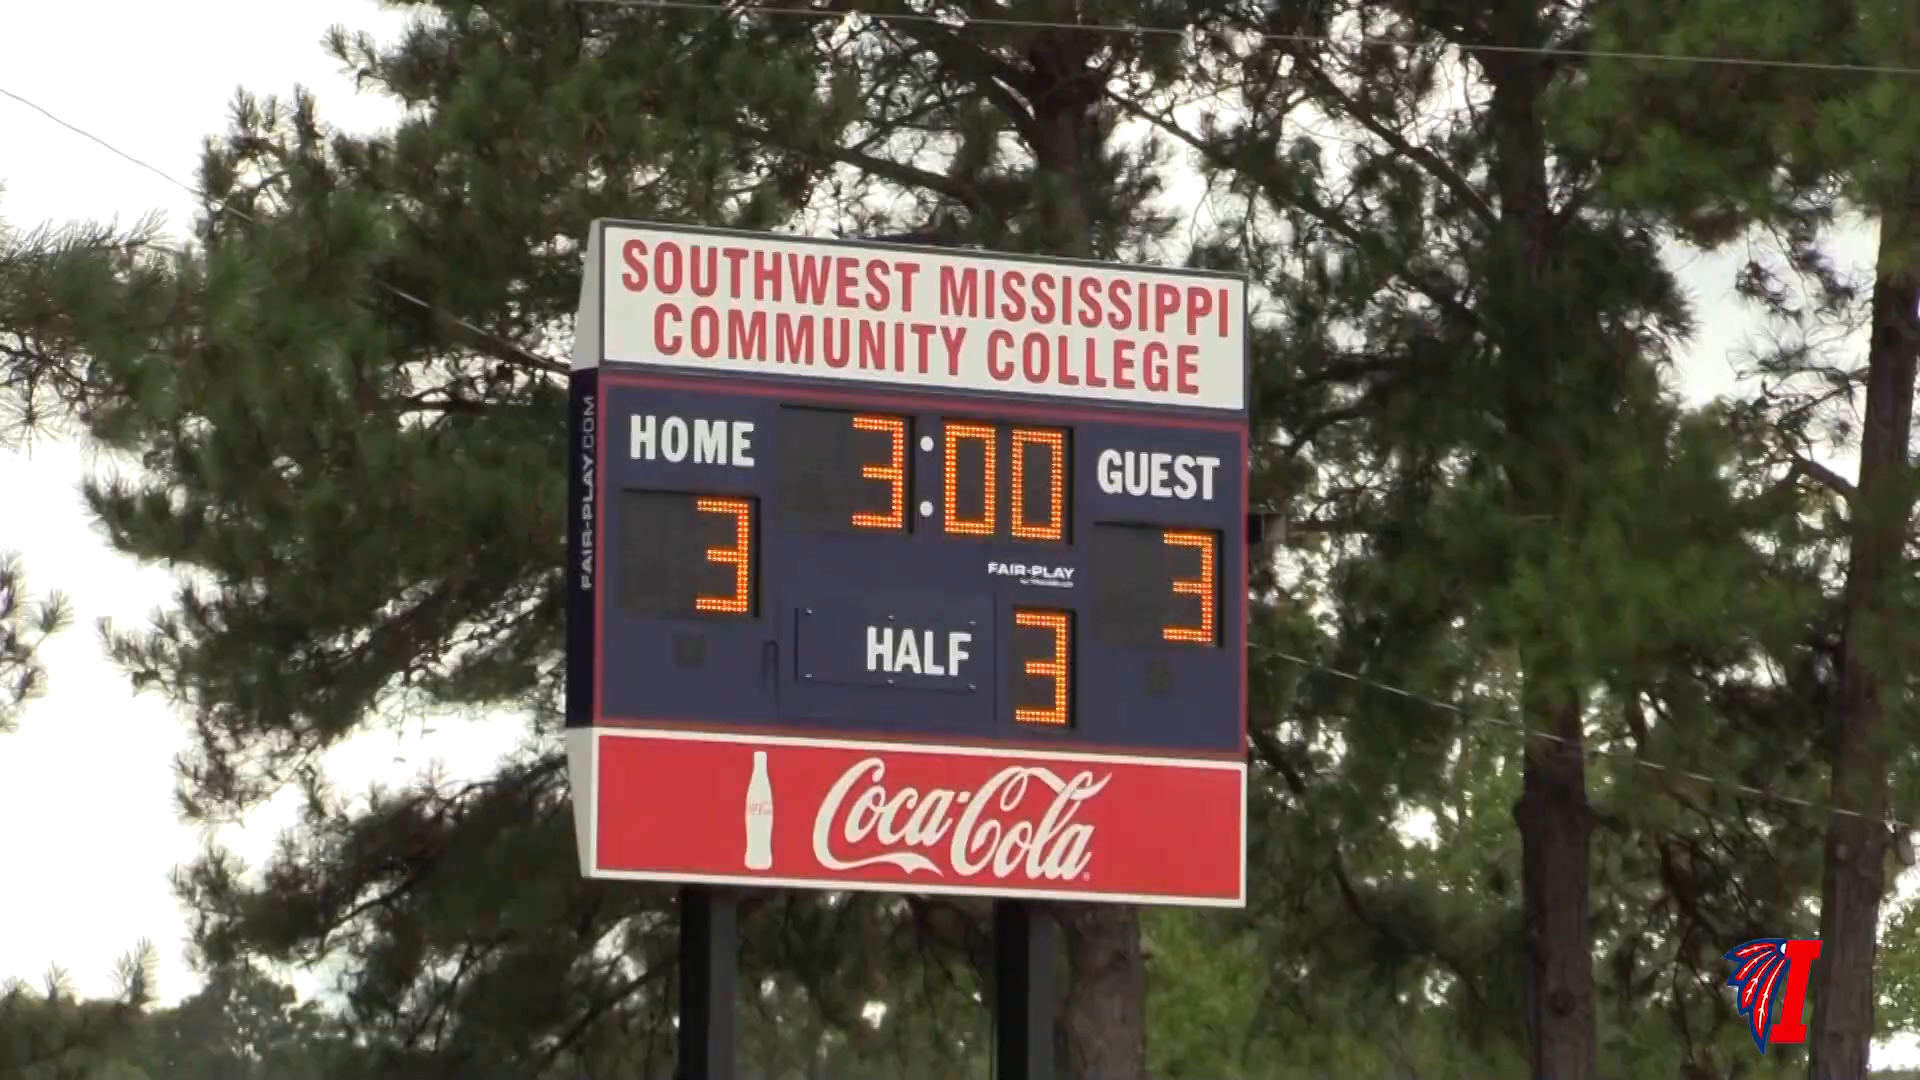 SOUTHWEST MISSISSIPPI
COMMUNITY COLLEGE
FAIR-PLAY.COM
HOME
3:00
GUEST
3
3
FAIR-PLAY
HALF
3
Coca-Cola
I